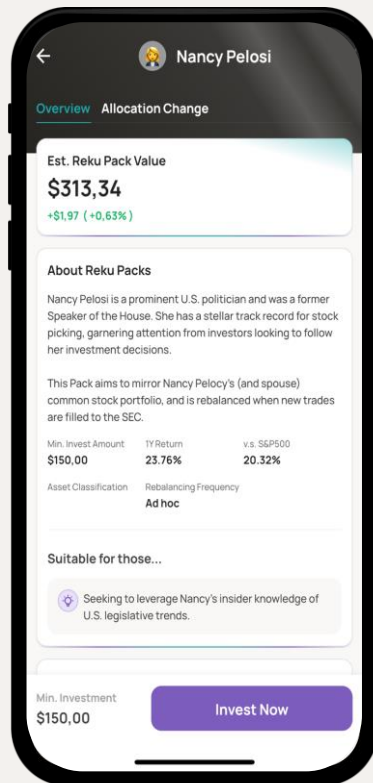 Nancy Pelosi
Overview Allocation Change
Est. Reku Pack Value
$313,34
+$1,97 (+0,63%)
About Reku Packs
Nancy Pelosi is a prominent U.S. politician and was a former
Speaker of the House. She has a stellar track record for stock
picking, garnering attention from investors looking to follow
her investment decisions.
This Pack aims to mirror Nancy Pelocy's (and spouse)
common stock portfolio, and is rebalanced when new trades
are filled to the SEC.
Min. Invest Amount 1Y Return v.s. S&P500
$150,00 23.76% 20.32%
Asset Classification Rebalancing Frequency
Ad hoc
Suitable for those...
Seeking to leverage Nancy's insider knowledge of
U.S. legislative trends.
Min. Investment
$150,00
Invest Now